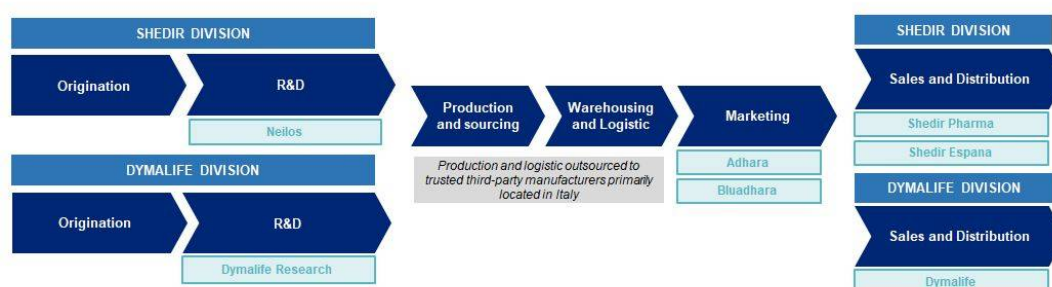 SHEDIR DIVISION
Origination
R&D
Neilos
DYMALIFE DIVISION
Origination
R&D
Dymalife Research
Production
and sourcing
Warehousing
and Logistic
Marketing
Production and logistic outsourced to
trusted third-party manufacturers primarily
located in Italy
Adhara
Bluadhara
SHEDIR DIVISION
Sales and Distribution
Shedir Pharma
Shedir Espana
DYMALIFE DIVISION
Sales and Distribution
Dymalife